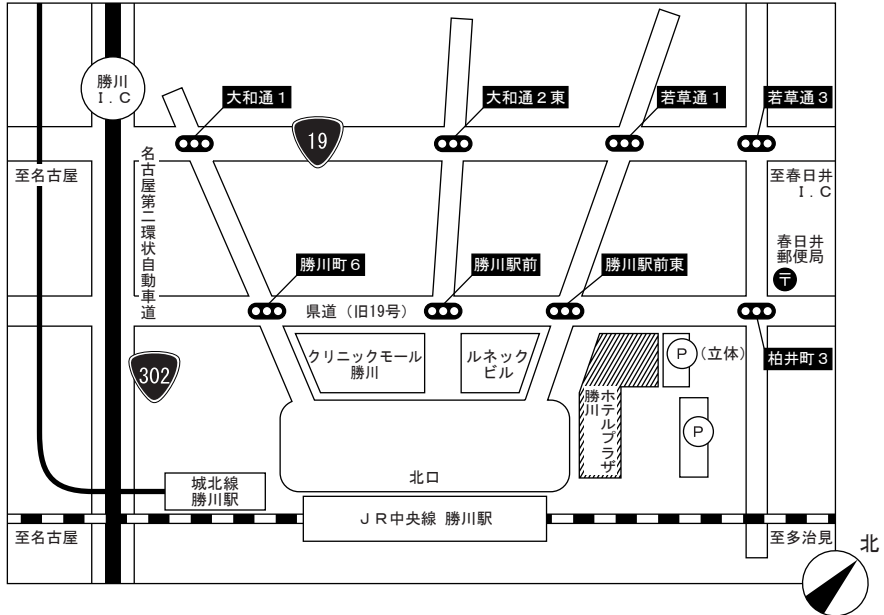 勝川
I.C
大和通1
大和通2東
若草通1
若草通3
19
至名古屋
名古屋第二環状自動車道
至春日井
I.C
春日井
郵便局
〒
勝川町6
勝川駅前
勝川駅前東
県道（旧19号）
柏井町3
302
クリニックモール
勝川
ルネック
ビル
P
(立体)
ホテルプラザ
勝川
P
北口
城北線
勝川駅
JR中央線 勝川駅
至名古屋
至多治見
北